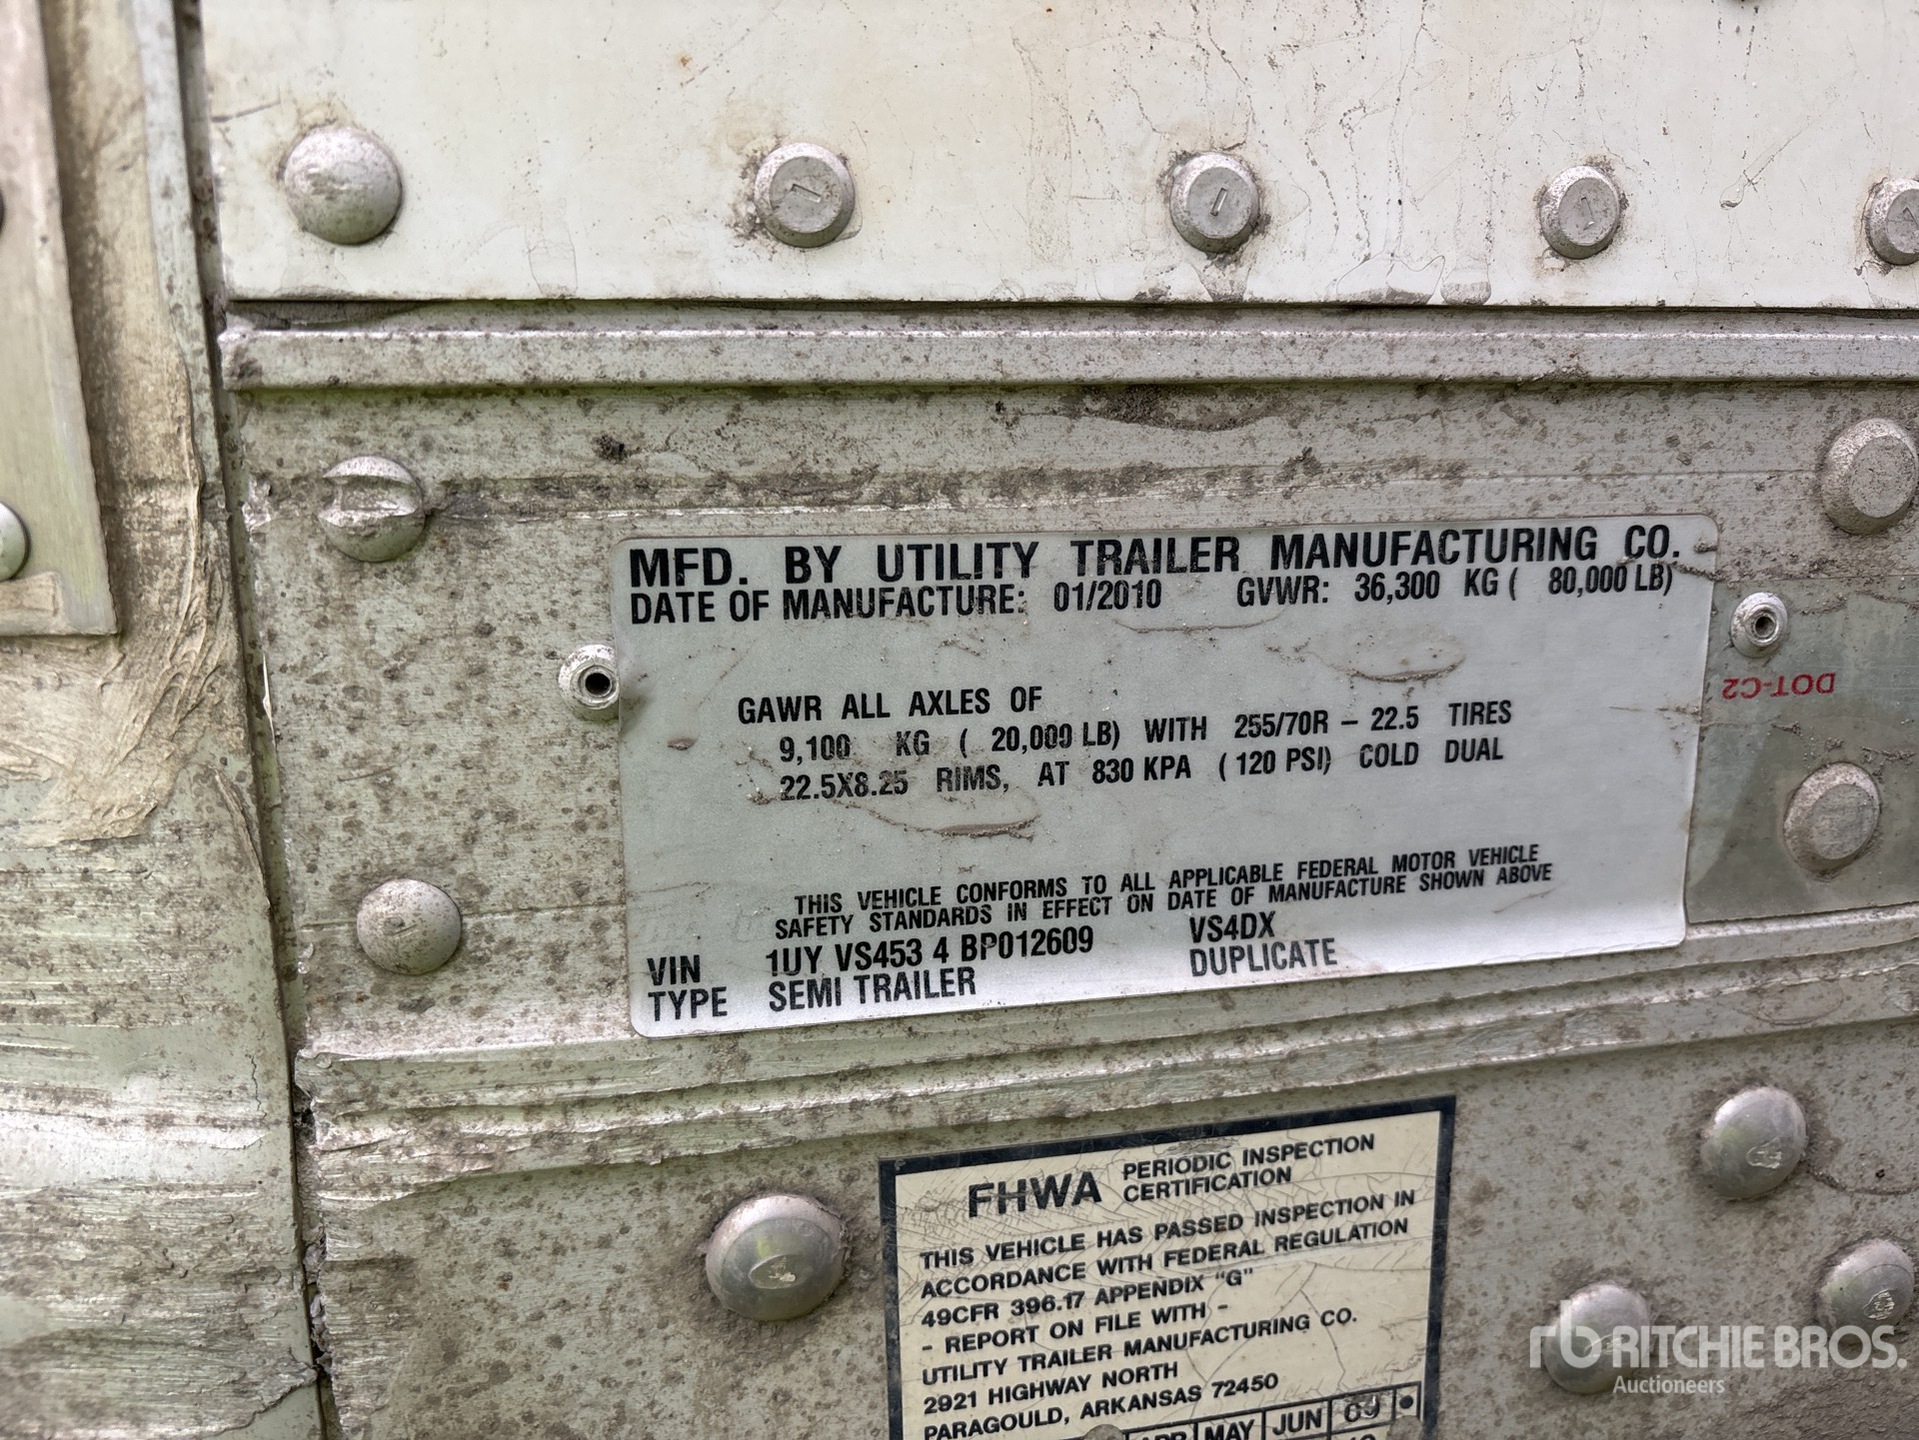 MFD. BY UTILITY TRAILER MANUFACTURING CO.
DATE OF MANUFACTURE: 01/2010 GVWR: 36,300 KG ( 80,000 LB)
GAWR ALL AXLES OF
9,100 KG ( 20,000 LB) WITH 255/70R – 22.5 TIRES
22.5X8.25 RIMS, AT 830 KPA (120 PSI) COLD DUAL
THIS VEHICLE CONFORMS TO ALL APPLICABLE FEDERAL MOTOR VEHICLE
SAFETY STANDARDS IN EFFECT ON DATE OF MANUFACTURE SHOWN ABOVE
VIN 1UY VS453 4 BP012609 VS4DX
TYPE SEMI TRAILER DUPLICATE
DOT-C2
FHWA PERIODIC INSPECTION
CERTIFICATION
THIS VEHICLE HAS PASSED INSPECTION IN
ACCORDANCE WITH FEDERAL REGULATION
49CFR 396.17 APPENDIX "G"
- REPORT ON FILE WITH -
UTILITY TRAILER MANUFACTURING CO.
2921 HIGHWAY NORTH
PARAGOULD, ARKANSAS 72450
APR MAY JUN 09
rb RITCHIE BROS.
Auctioneers